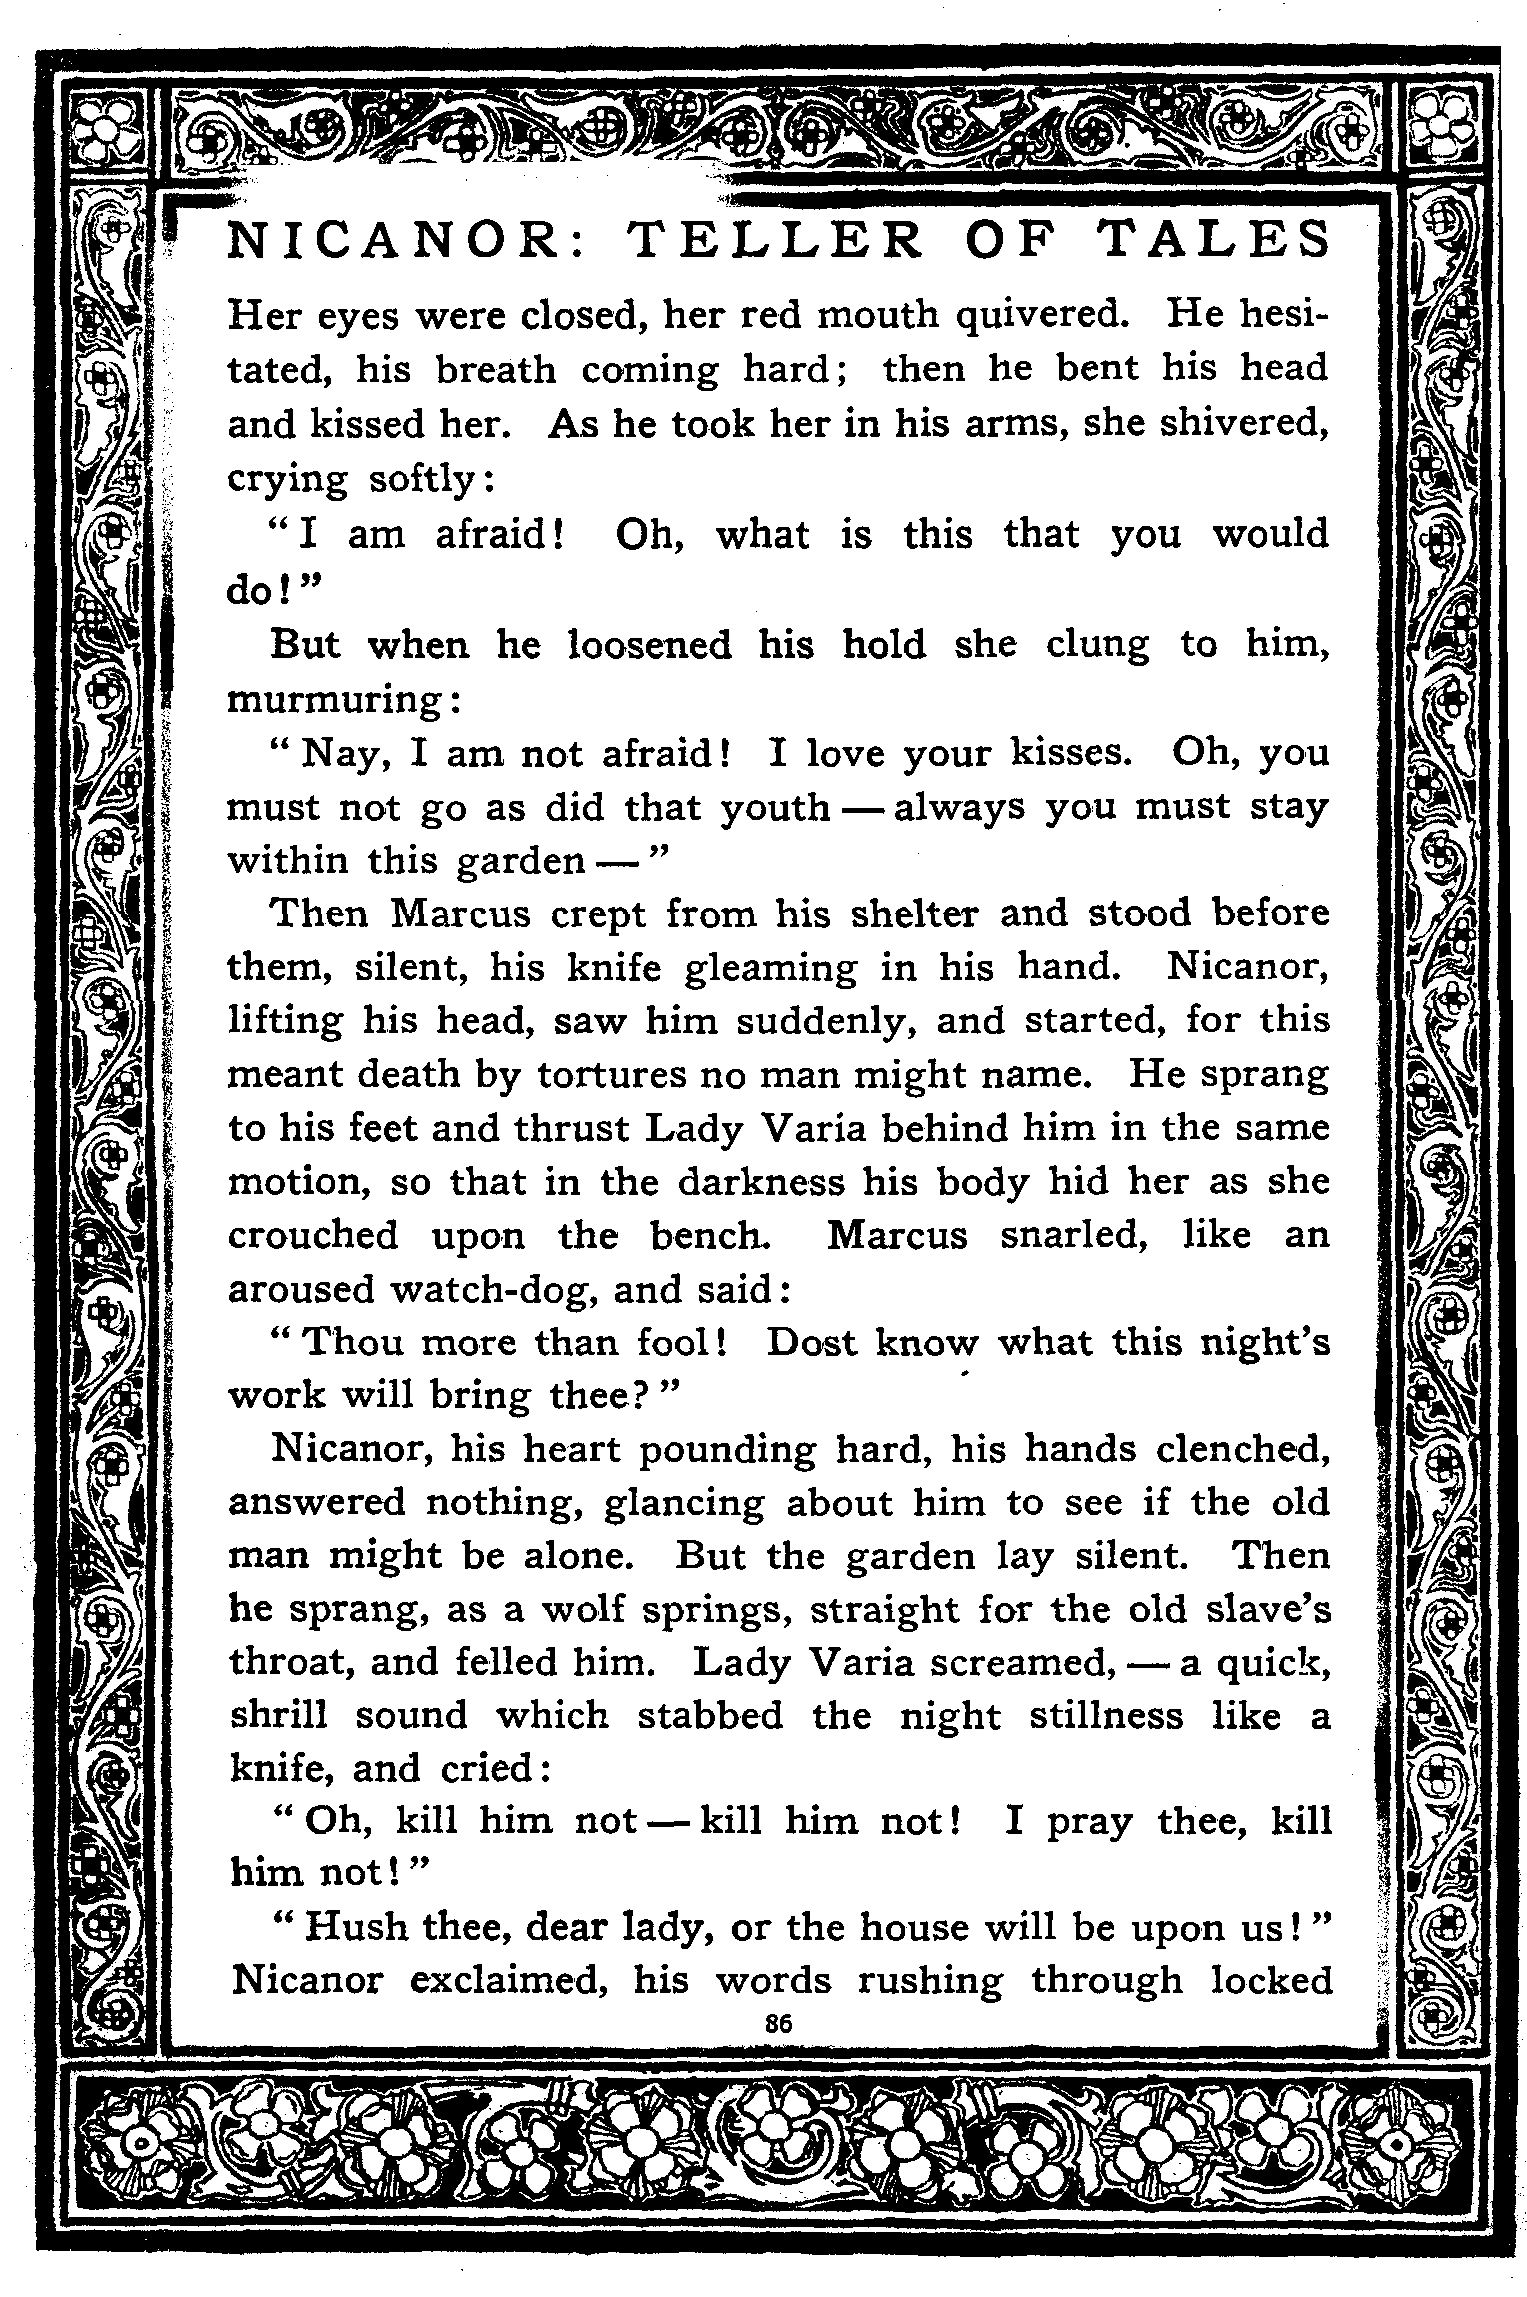 NICANOR: TELLER OF TALES
Her eyes were closed, her red mouth quivered. He hesi-
tated, his breath coming hard; then he bent his head
and kissed her. As he took her in his arms, she shivered,
crying softly:
“I am afraid! Oh, what is this that you would
do!”
But when he loosened his hold she clung to him,
murmuring:
“Nay, I am not afraid! I love your kisses. Oh, you
must not go as did that youth — always you must stay
within this garden — ”
Then Marcus crept from his shelter and stood before
them, silent, his knife gleaming in his hand. Nicanor,
lifting his head, saw him suddenly, and started, for this
meant death by tortures no man might name. He sprang
to his feet and thrust Lady Varia behind him in the same
motion, so that in the darkness his body hid her as she
crouched upon the bench. Marcus snarled, like an
aroused watch-dog, and said:
“Thou more than fool! Dost know what this night’s
work will bring thee?”
Nicanor, his heart pounding hard, his hands clenched,
answered nothing, glancing about him to see if the old
man might be alone. But the garden lay silent. Then
he sprang, as a wolf springs, straight for the old slave’s
throat, and felled him. Lady Varia screamed, — a quick,
shrill sound which stabbed the night stillness like a
knife, and cried:
“Oh, kill him not — kill him not! I pray thee, kill
him not!”
“Hush thee, dear lady, or the house will be upon us!”
Nicanor exclaimed, his words rushing through locked
86